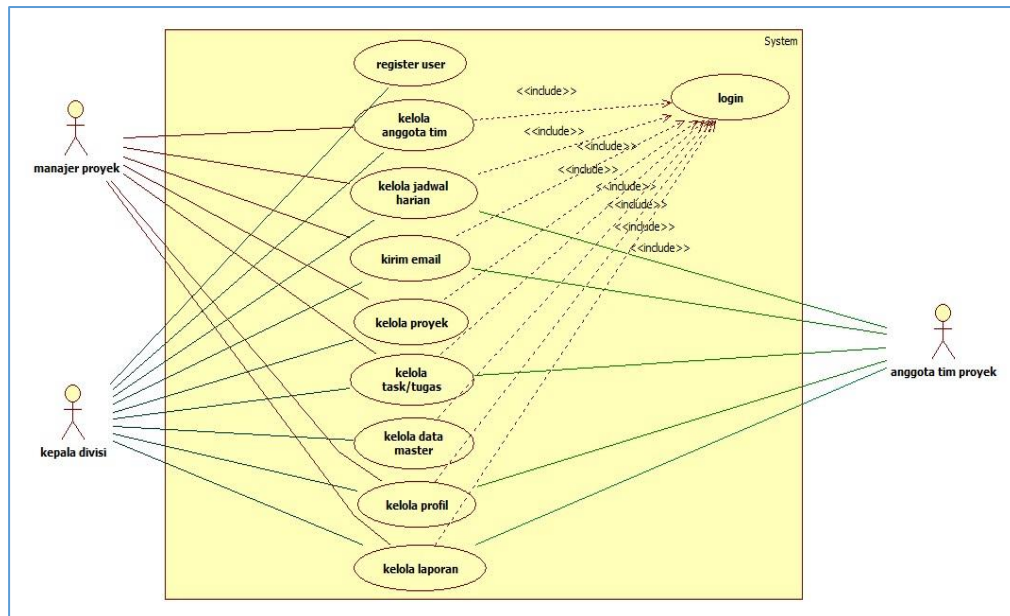 System
register user
login
<<include>>
kelola
anggota tim
<<include>>
manajer proyek
<<include>>
<<include>>
kelola jadwal
harian
<<include>>
<<include>>
<<include>>
<<include>>
kirim email
kelola proyek
anggota tim proyek
kelola
task/tugas
kelola data
master
kepala divisi
kelola profil
kelola laporan